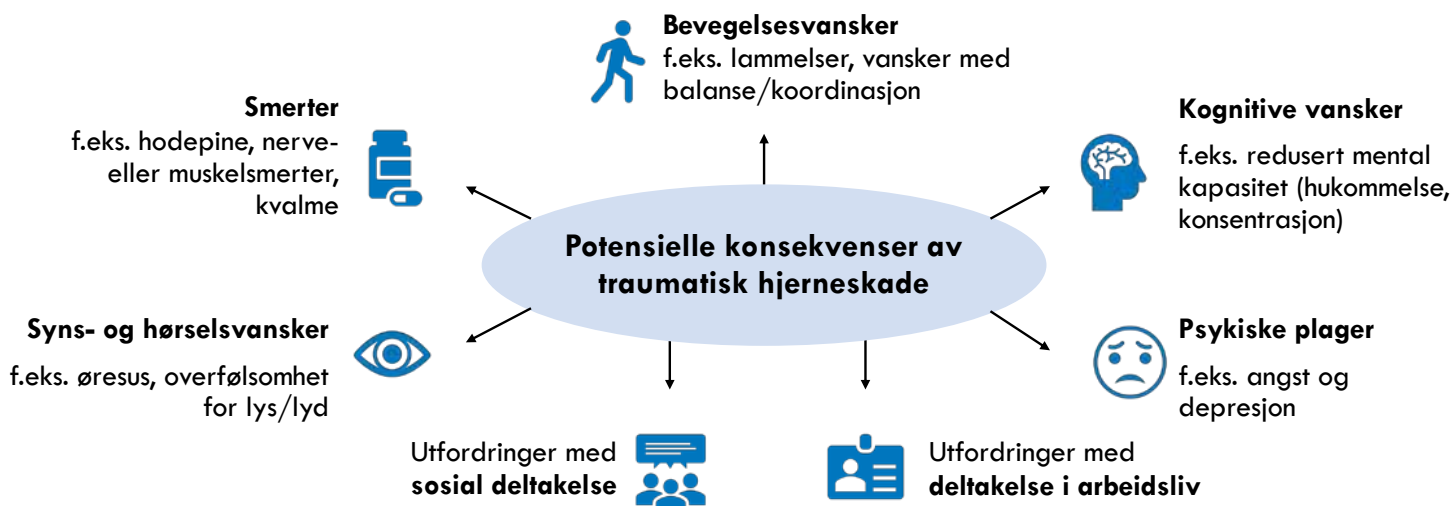 Bevegelsesvansker
f.eks. lammelser, vansker med
balanse/koordinasjon
Smerter
f.eks. hodepine, nerve-
eller muskelsmerter,
kvalme
Kognitive vansker
f.eks. redusert mental
kapasitet (hukommelse,
konsentrasjon)
Potensielle konsekvenser av
traumatisk hjerneskade
Syns- og hørselsvansker
f.eks. øresus, overfølsomhet
for lys/lyd
Psykiske plager
f.eks. angst og
depresjon
Utfordringer med
sosial deltakelse
Utfordringer med
deltakelse i arbeidsliv